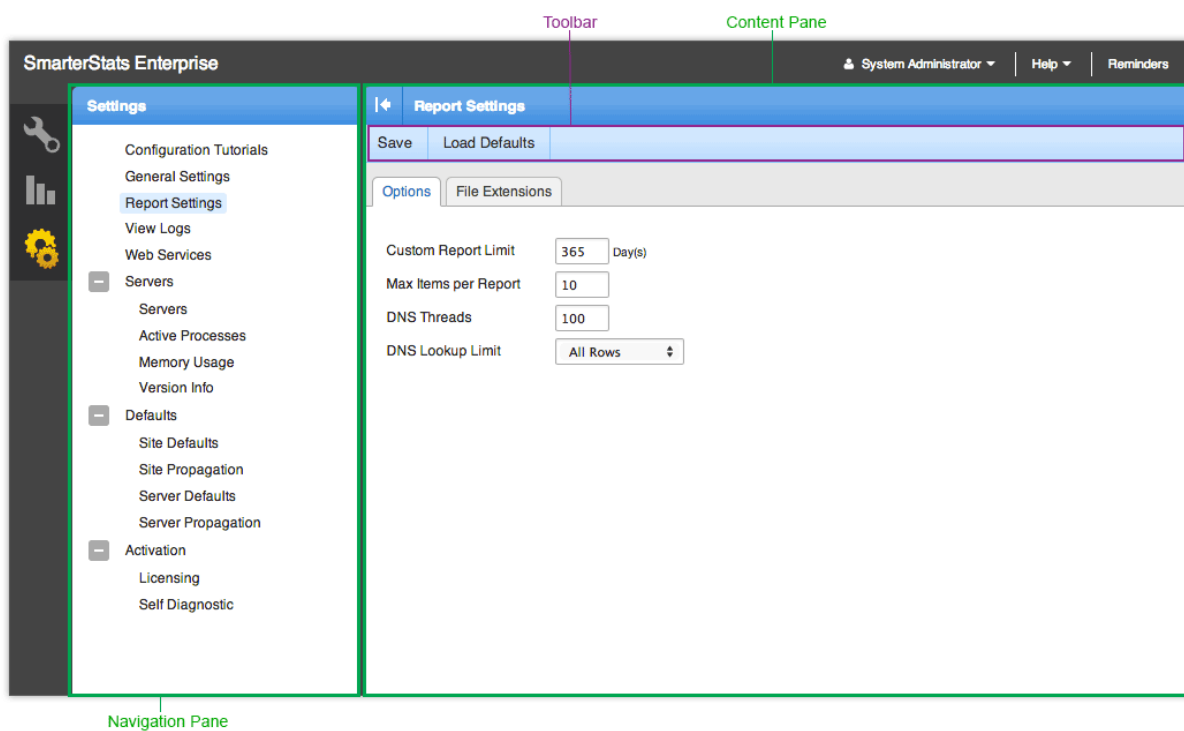 Toolbar
Content Pane
SmarterStats Enterprise
System Administrator
Help
Reminders
Settings
Configuration Tutorials
General Settings
Report Settings
View Logs
Web Services
Servers
Servers
Active Processes
Memory Usage
Version Info
Defaults
Site Defaults
Site Propagation
Server Defaults
Server Propagation
Activation
Licensing
Self Diagnostic
Report Settings
Save
Load Defaults
Options
File Extensions
Custom Report Limit
365
Day(s)
Max Items per Report
10
DNS Threads
100
DNS Lookup Limit
All Rows
Navigation Pane